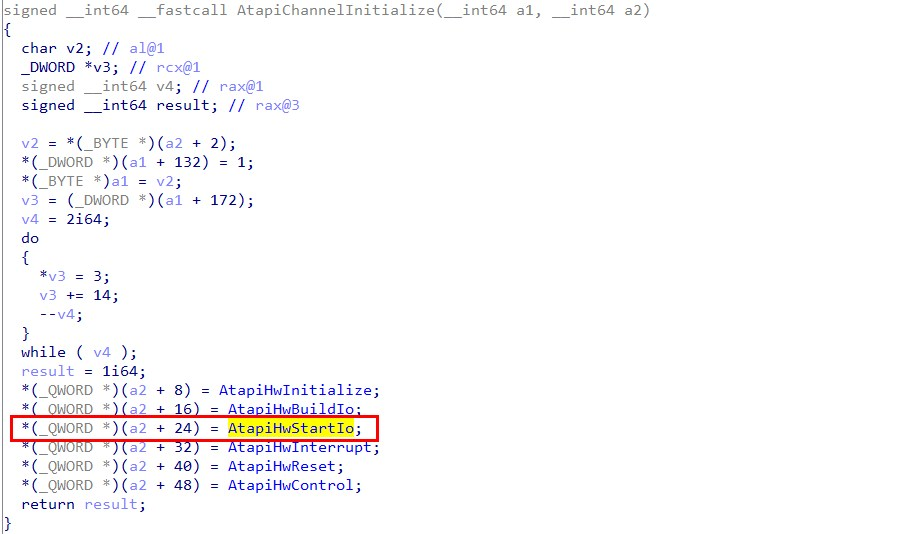 signed __int64 __fastcall AtapiChannelInitialize(__int64 a1, __int64 a2)
{
  char v2; // al@1
  _DWORD *v3; // rcx@1
  signed __int64 v4; // rax@1
  signed __int64 result; // rax@3

  v2 = *(_BYTE *)(a2 + 2);
  *(_DWORD *)(a1 + 132) = 1;
  *(_BYTE *)a1 = v2;
  v3 = (_DWORD *)(a1 + 172);
  v4 = 2i64;
  do
  {
    *v3 = 3;
    v3 += 14;
    --v4;
  }
  while ( v4 );
  result = 1i64;
  *(_QWORD *)(a2 + 8) = AtapiHwInitialize;
  *(_QWORD *)(a2 + 16) = AtapiHwBuildIo;
  *(_QWORD *)(a2 + 24) = AtapiHwStartIo;
  *(_QWORD *)(a2 + 32) = AtapiHwInterrupt;
  *(_QWORD *)(a2 + 40) = AtapiHwReset;
  *(_QWORD *)(a2 + 48) = AtapiHwControl;
  return result;
}